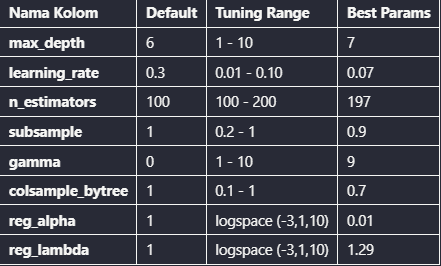 Nama Kolom Default Tuning Range Best Params
max_depth 6 1 - 10 7
learning_rate 0.3 0.01 - 0.10 0.07
n_estimators 100 100 - 200 197
subsample 1 0.2 - 1 0.9
gamma 0 1 - 10 9
colsample_bytree 1 0.1 - 1 0.7
reg_alpha 1 logspace (-3,1,10) 0.01
reg_lambda 1 logspace (-3,1,10) 1.29